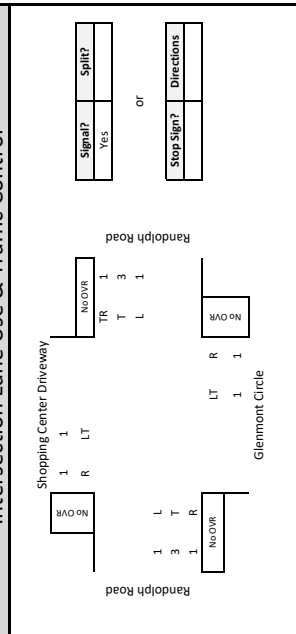 Intersection Lane Use & Traffic Control
Shopping Center Driveway
No OVR
1 1
R LT
No OVR
TR 1
T 3
L 1
Randolph Road
Randolph Road
1 L
3 T
1 R
No OVR
LT R
1 1
No OVR
Glenmont Circle
Signal? Split?
Yes
or
Stop Sign? Directions